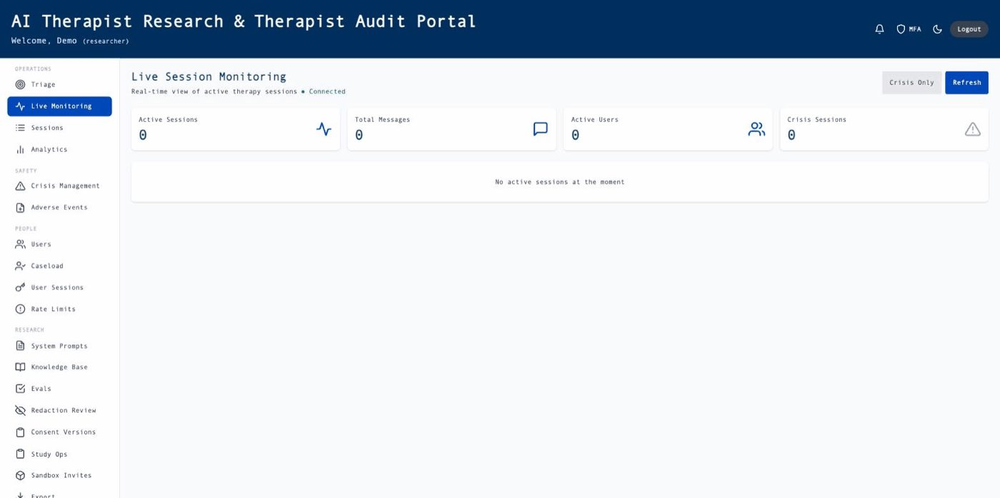 AI Therapist Research & Therapist Audit Portal
Welcome, Demo (researcher)
MFA
Logout
OPERATIONS
Triage
Live Monitoring
Sessions
Analytics
SAFETY
Crisis Management
Adverse Events
PEOPLE
Users
Caseload
User Sessions
Rate Limits
RESEARCH
System Prompts
Knowledge Base
Evals
Redaction Review
Consent Versions
Study Ops
Sandbox Invites
Export
Live Session Monitoring
Real-time view of active therapy sessions • Connected
Crisis Only
Refresh
Active Sessions
0
Total Messages
0
Active Users
0
Crisis Sessions
0
No active sessions at the moment